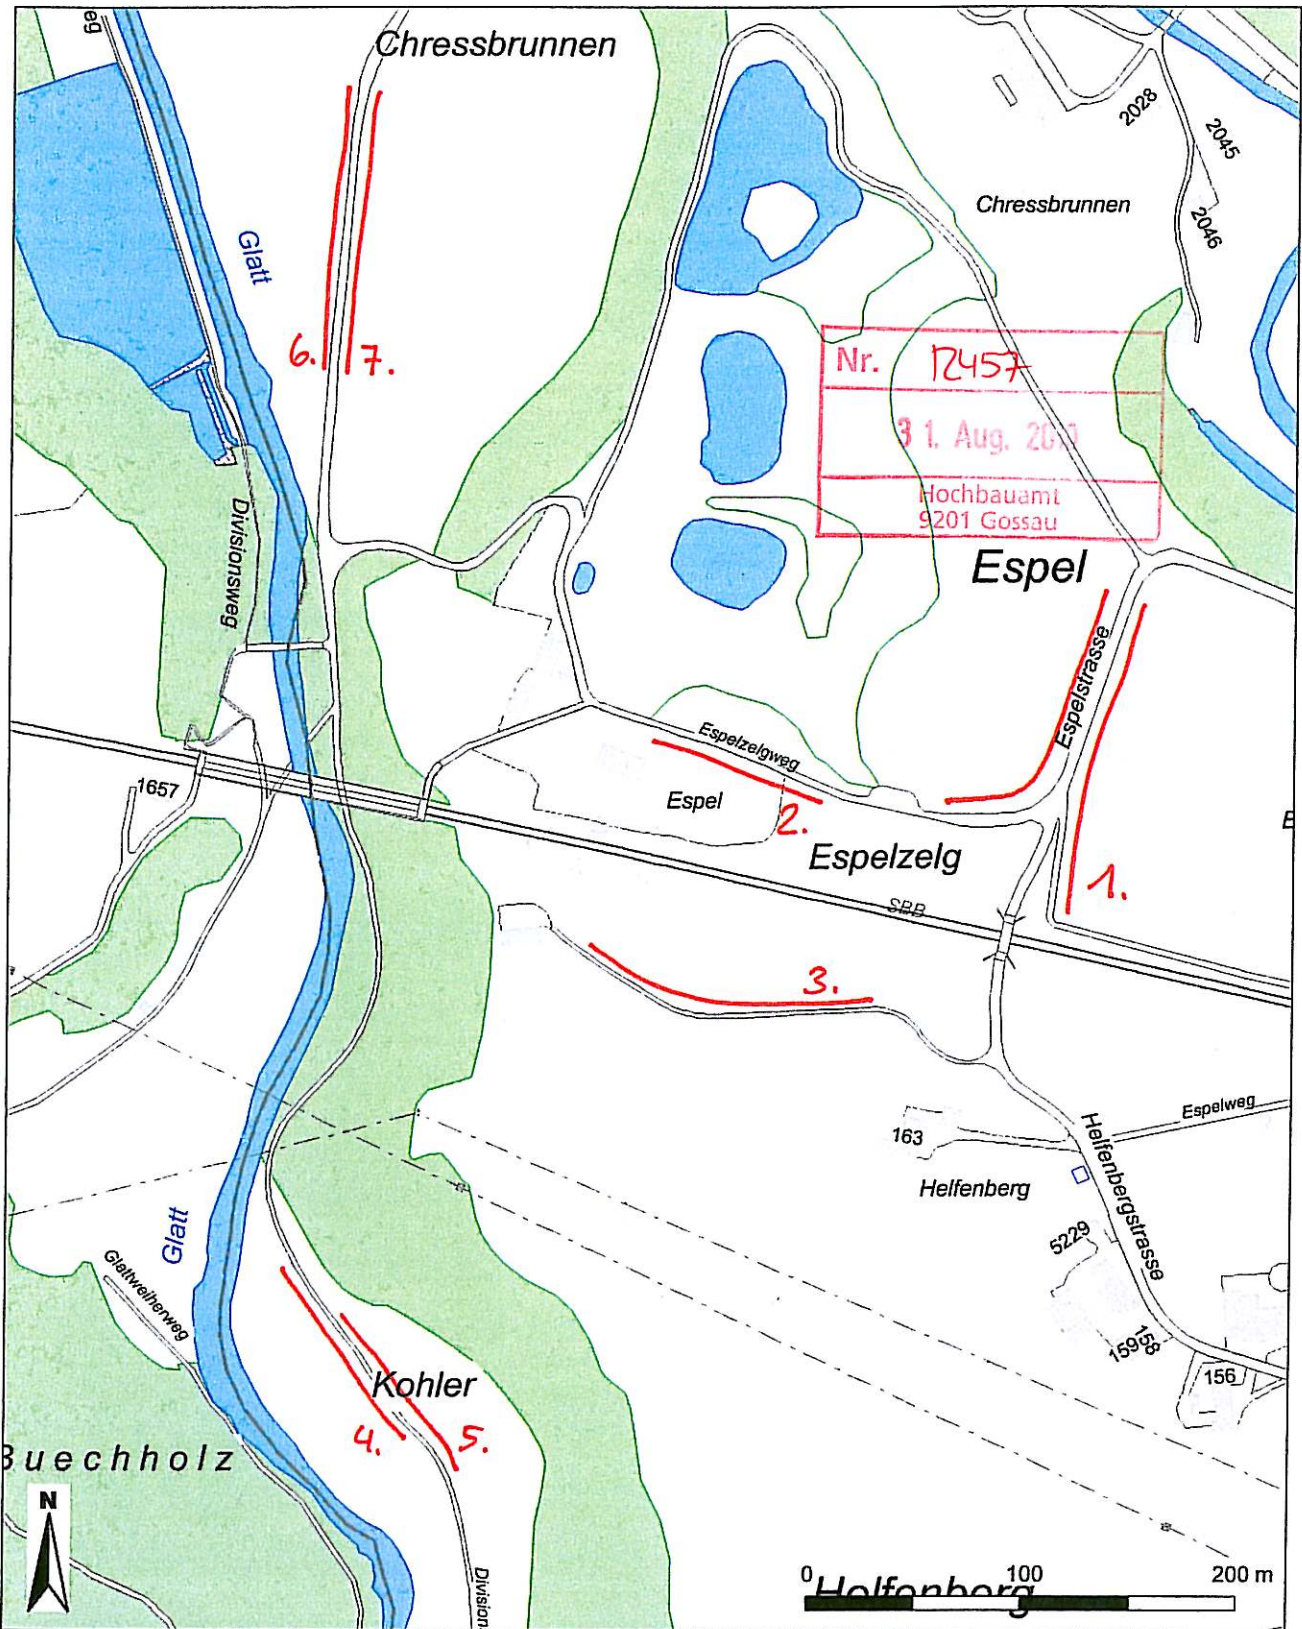 eg
Chressbrunnen
2028
2045
Chressbrunnen
2046
Glatt
6.
7.
Nr. 12457
31. Aug.
Hochbauamt
9201 Gossau
Divisionsweg
Espel
Espelstrasse
Espelzelgweg
1657
Espel
2.
Espelzelg
1.
SBB
3.
Espelweg
163
Helfenbergstrasse
Helfenberg
Glatt
5229
Glattweiherweg
158
159
156
Kohler
4.
5.
Buechholz
N
Division
0 100 200 m
Helfenberg